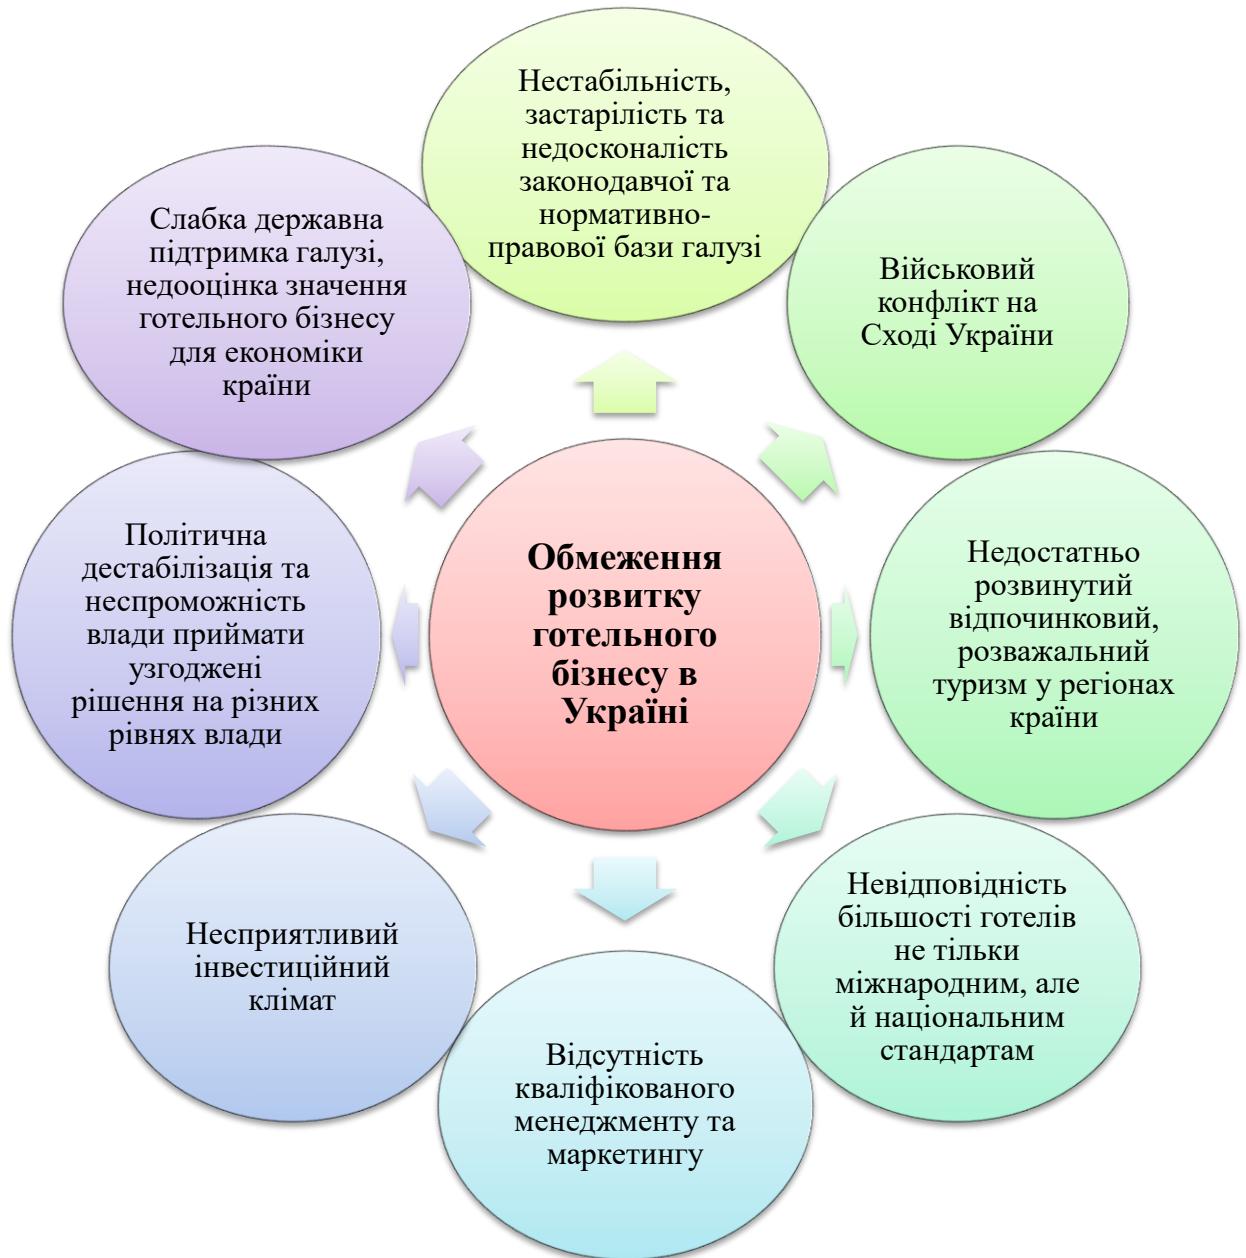 Нестабільність,
застарілість та
недосконалість
законодавчої та
нормативно-
правової бази галузі
Військовий
конфлікт на
Сході України
Недостатньо
розвинутий
відпочинковий,
розважальний
туризм у регіонах
країни
Невідповідність
більшості готелів
не тільки
міжнародним, але
й національним
стандартам
Відсутність
кваліфікованого
менеджменту та
маркетингу
Несприятливий
інвестиційний
клімат
Політична
дестабілізація та
неспроможність
влади приймати
узгоджені
рішення на різних
рівнях влади
Слабка державна
підтримка галузі,
недооцінка значення
готельного бізнесу
для економіки
країни
Обмеження
розвитку
готельного
бізнесу в
Україні